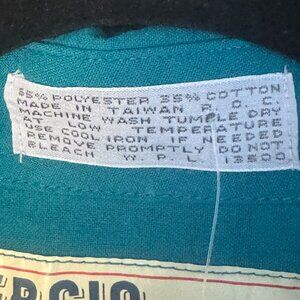 65% POLYESTER 35% COTTON
MADE IN TAIWAN R. O. C.
MACHINE WASH TUMBLE DRY
AT LOW TEMPERATURE
USE COOL IRON IF NEEDED
REMOVE PROMPTLY DO NOT
BLEACH W. P. L. 13500
ERGIO